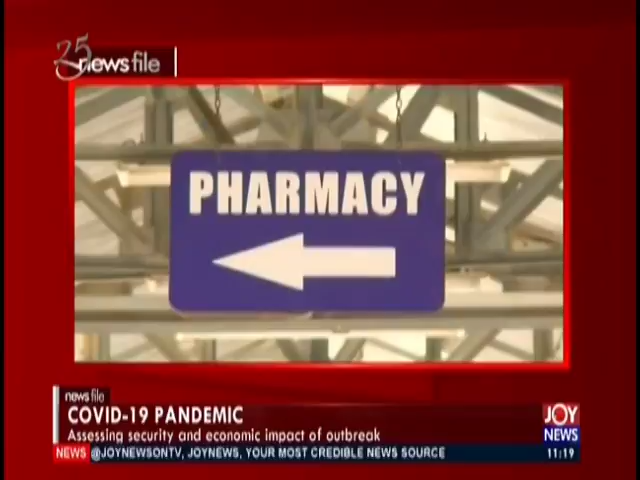 25
newsfile
PHARMACY
newsfile
COVID-19 PANDEMIC
Assessing security and economic impact of outbreak
JOY
NEWS
NEWS @JOYNEWSONTV, JOYNEWS, YOUR MOST CREDIBLE NEWS SOURCE 11:19